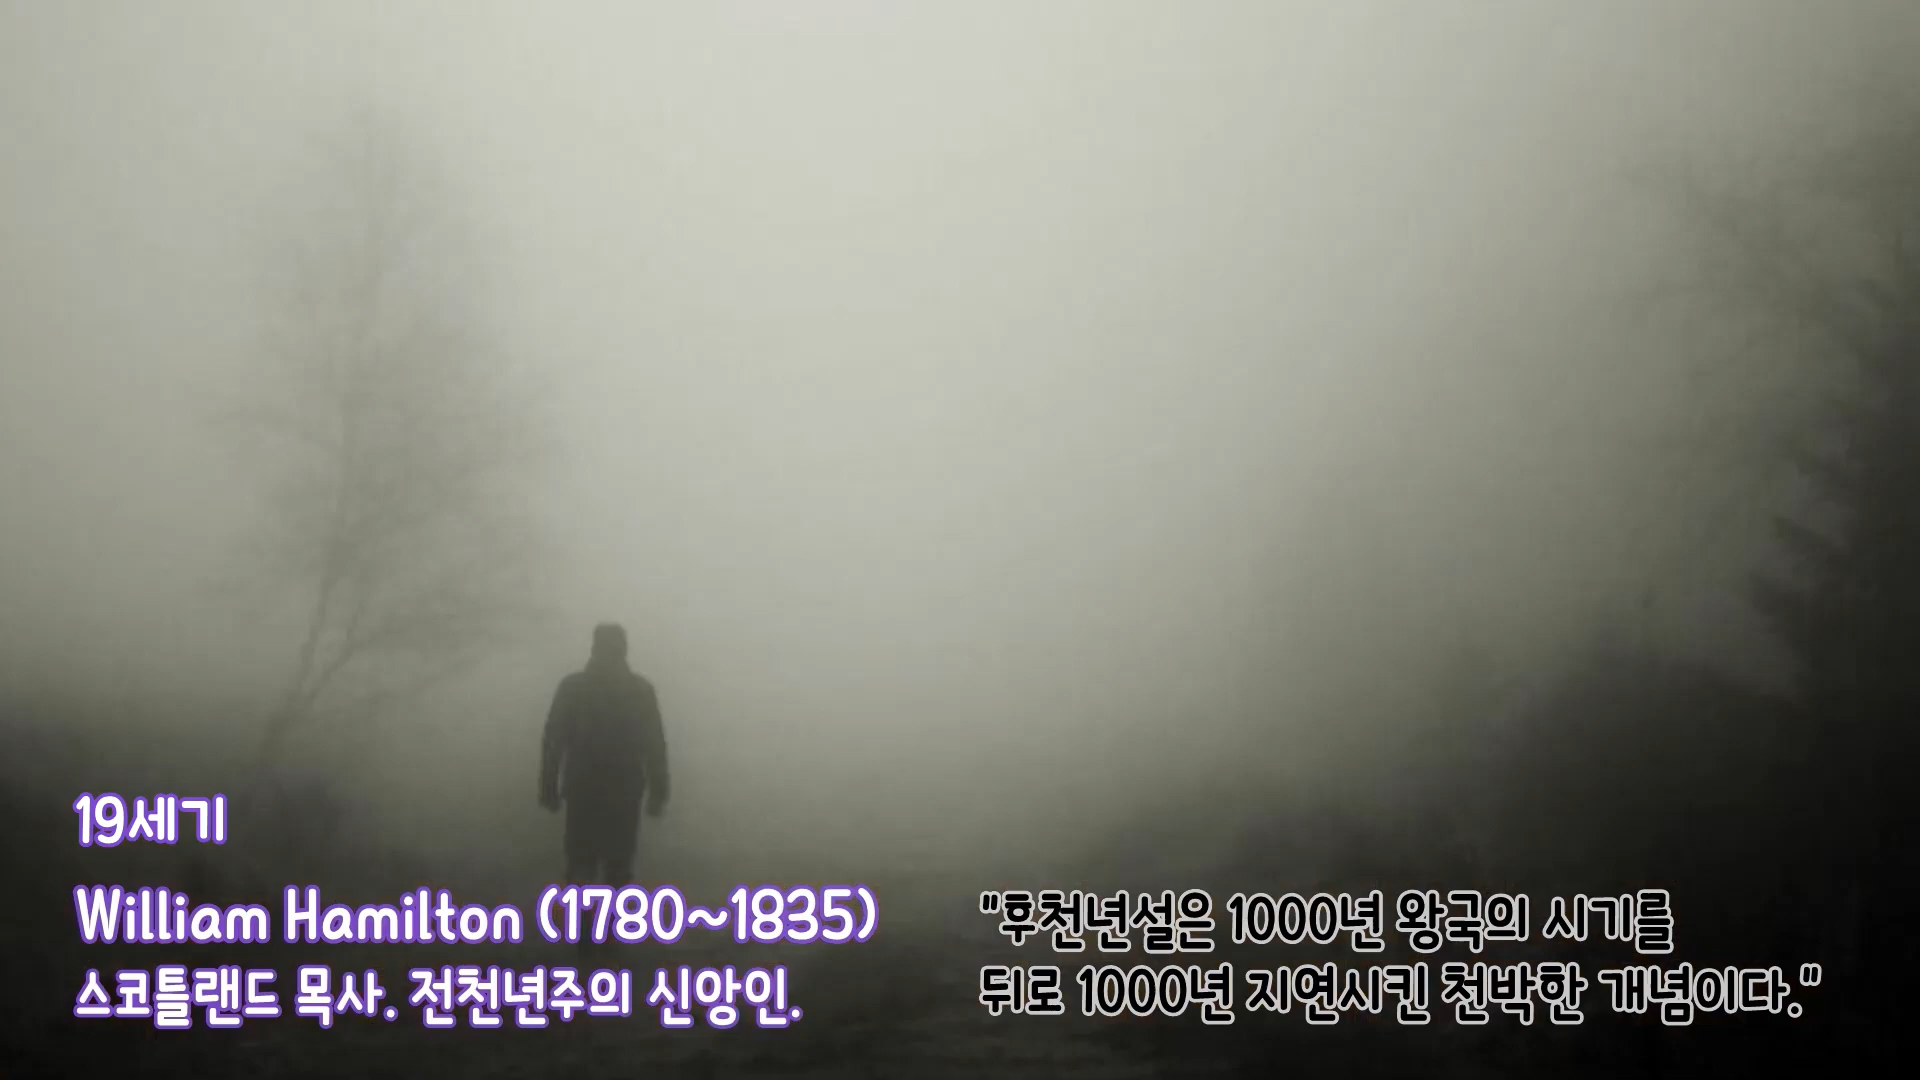 19세기
William Hamilton (1780~1835)
스코틀랜드 목사. 전천년주의 신앙인.
"후천년설은 1000년 왕국의 시기를
뒤로 1000년 지연시킨 천박한 개념이다."